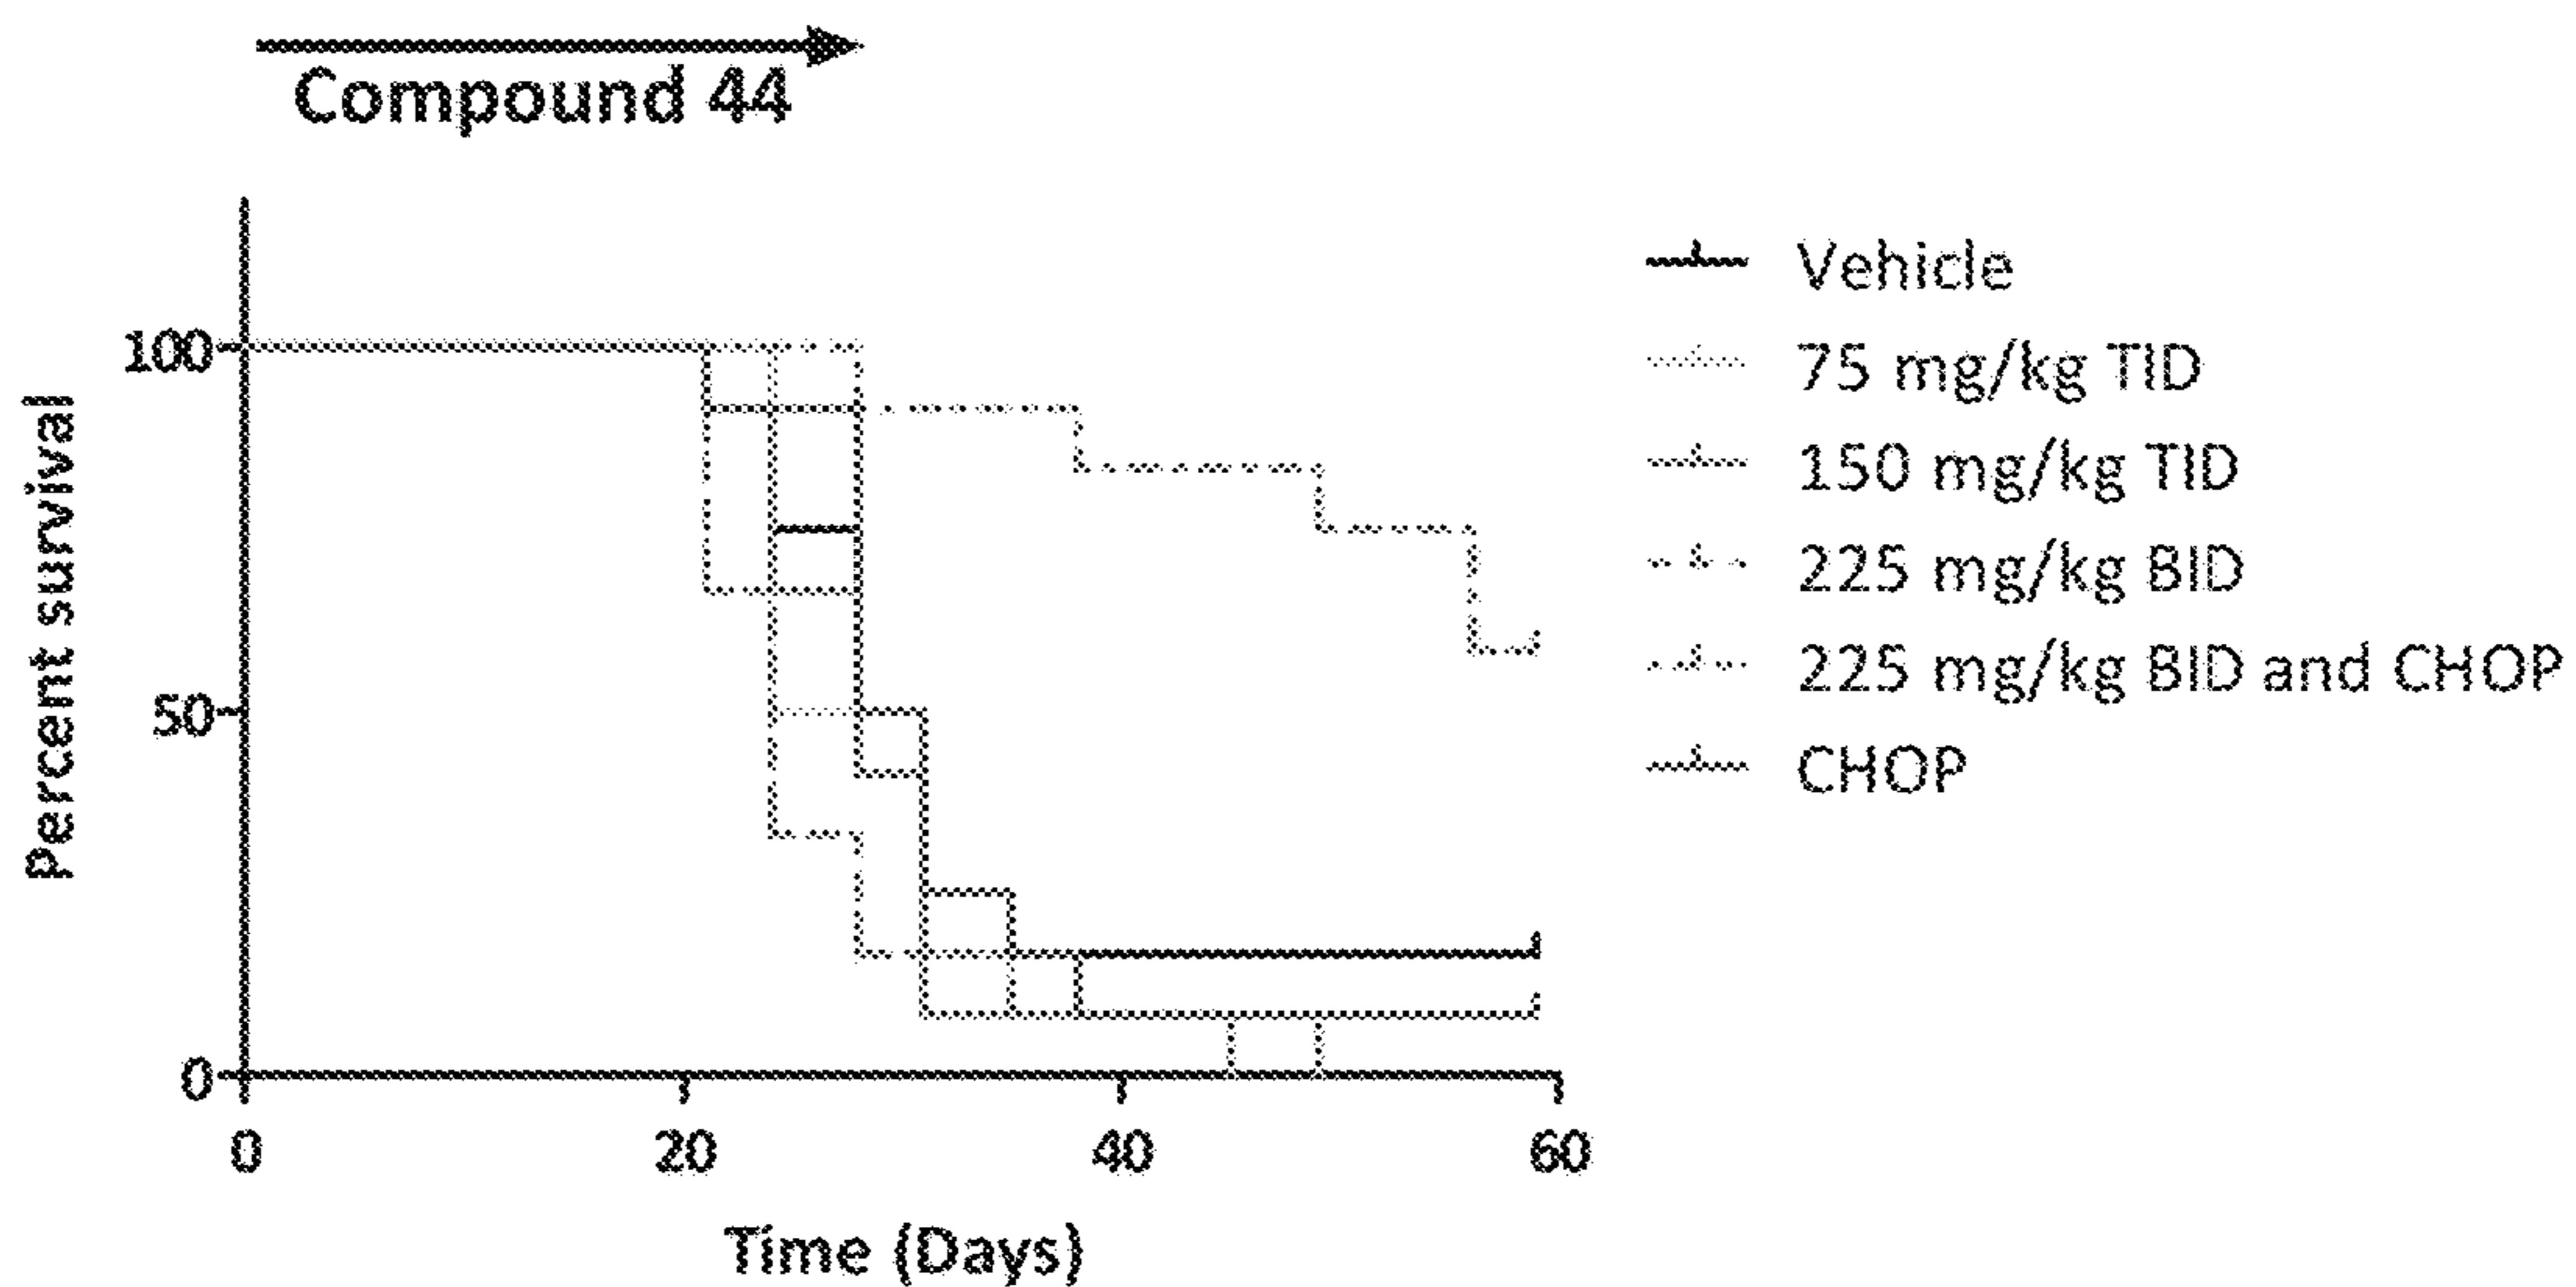 Compound 44
Percent survival
100
50
0
0
20
40
60
Time (Days)
Vehicle
75 mg/kg TID
150 mg/kg TID
225 mg/kg BID
225 mg/kg BID and CHOP
CHOP